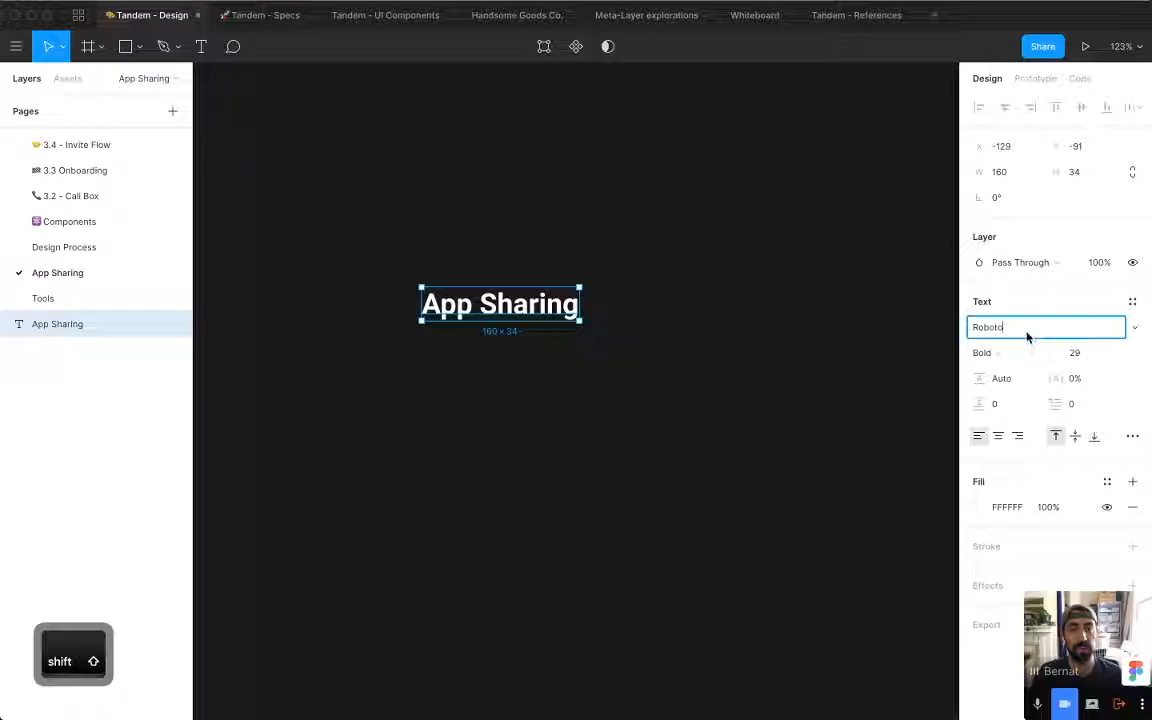 Tandem - Design
Tandem - Specs
Tandem - UI Components
Handsome Goods Co.
Meta-Layer explorations
Whiteboard
Tandem - References
Share
123%
Layers
Assets
App Sharing
Pages
3.4 - Invite Flow
3.3 Onboarding
3.2 - Call Box
Components
Design Process
App Sharing
Tools
App Sharing
App Sharing
160 × 34
Design
Prototype
Code
X -129
Y -91
W 160
H 34
0°
Layer
Pass Through
100%
Text
Roboto
Bold
29
Auto
0%
0
0
Fill
FFFFFF
100%
Stroke
Effects
Export
shift
Bernat